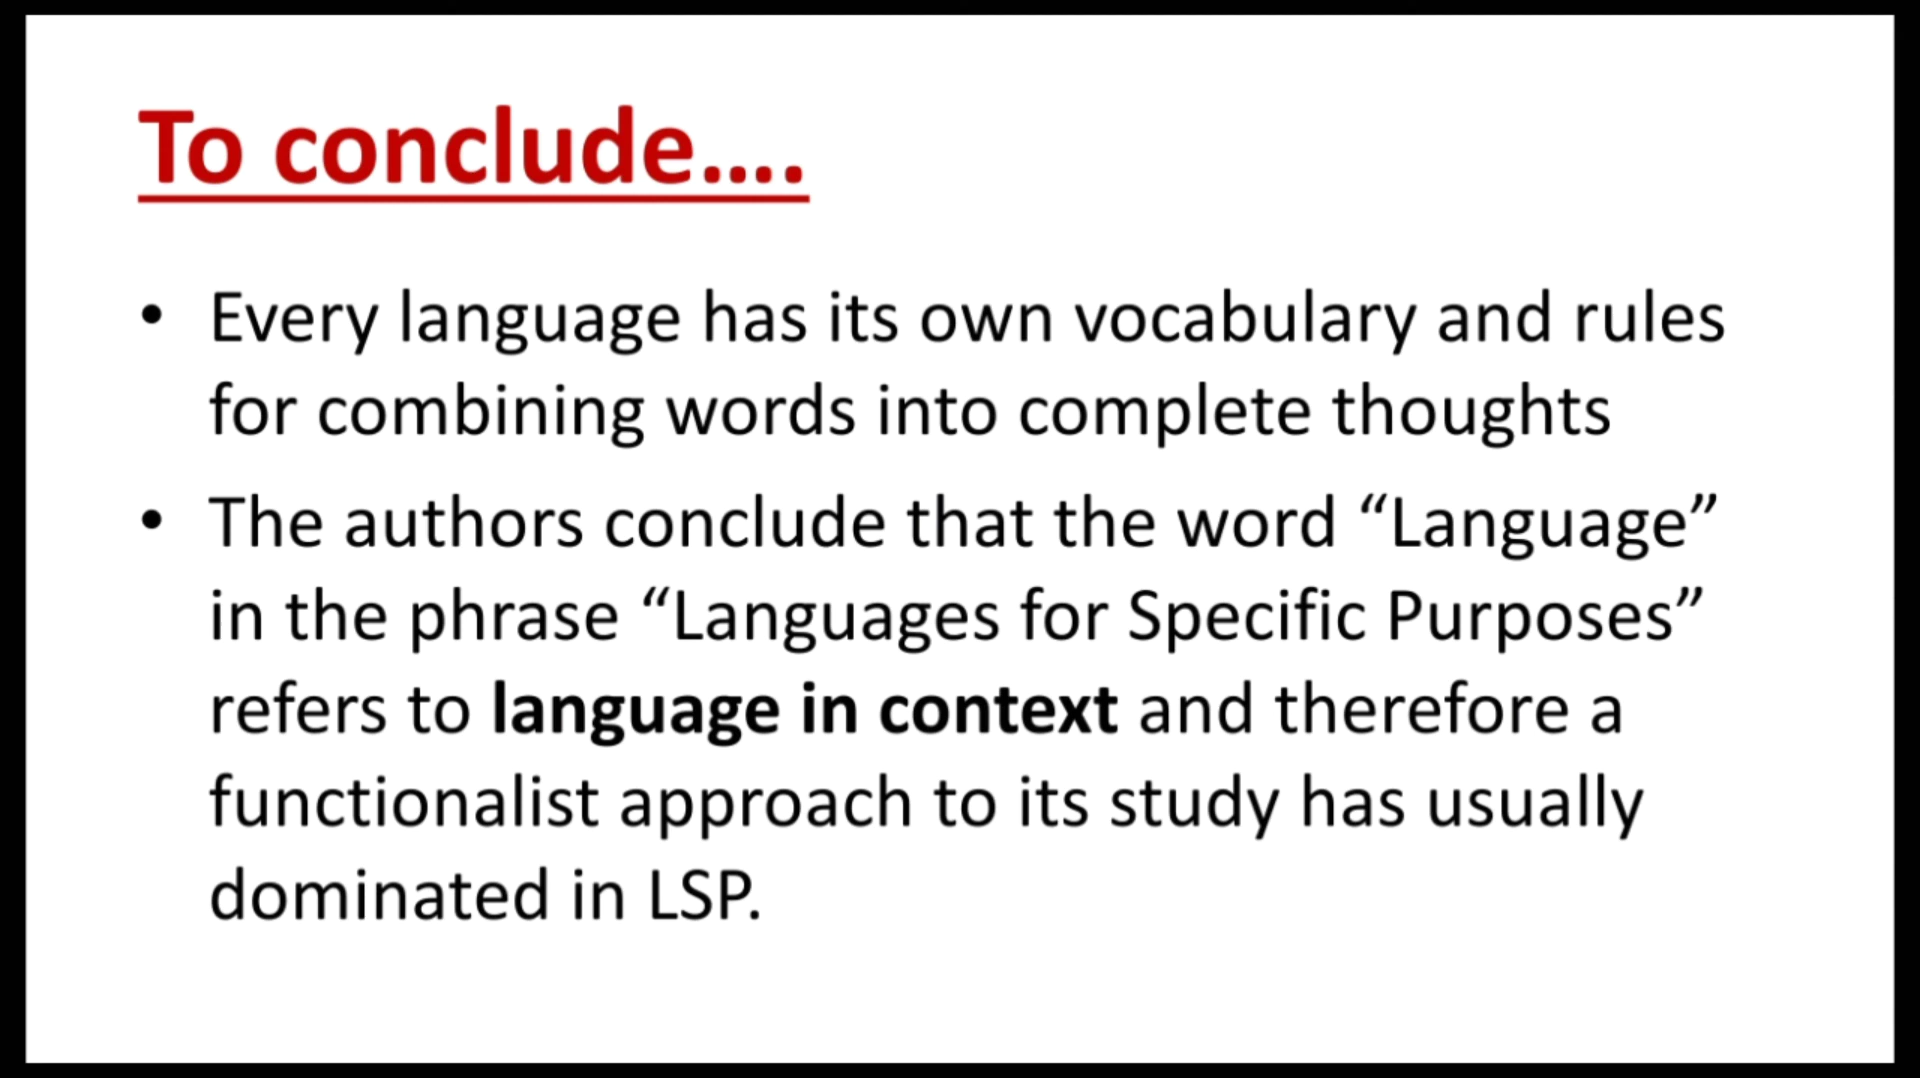 To conclude....
• Every language has its own vocabulary and rules
for combining words into complete thoughts
• The authors conclude that the word “Language”
in the phrase “Languages for Specific Purposes”
refers to language in context and therefore a
functionalist approach to its study has usually
dominated in LSP.